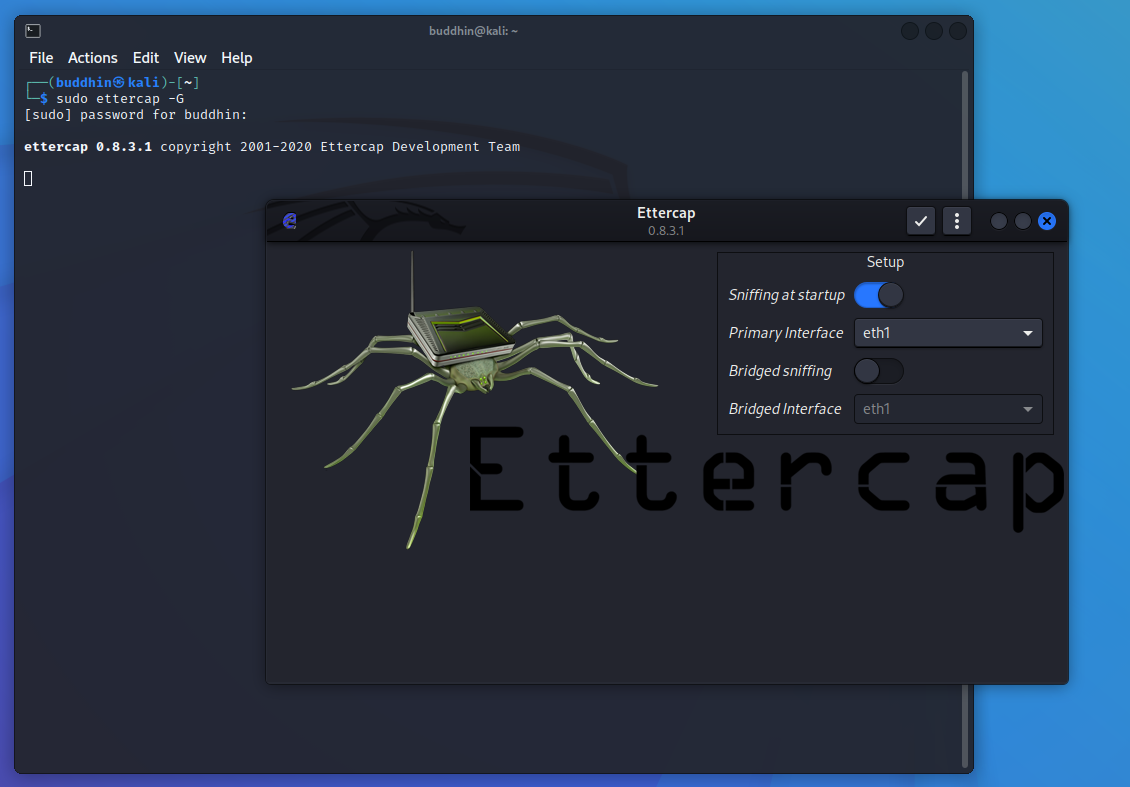 buddhin@kali: ~
File Actions Edit View Help
┌──(buddhin㉿kali)-[~]
└─$ sudo ettercap -G
[sudo] password for buddhin:
ettercap 0.8.3.1 copyright 2001-2020 Ettercap Development Team
Ettercap
0.8.3.1
Setup
Sniffing at startup
Primary Interface eth1
Bridged sniffing
Bridged Interface eth1
Ettercap